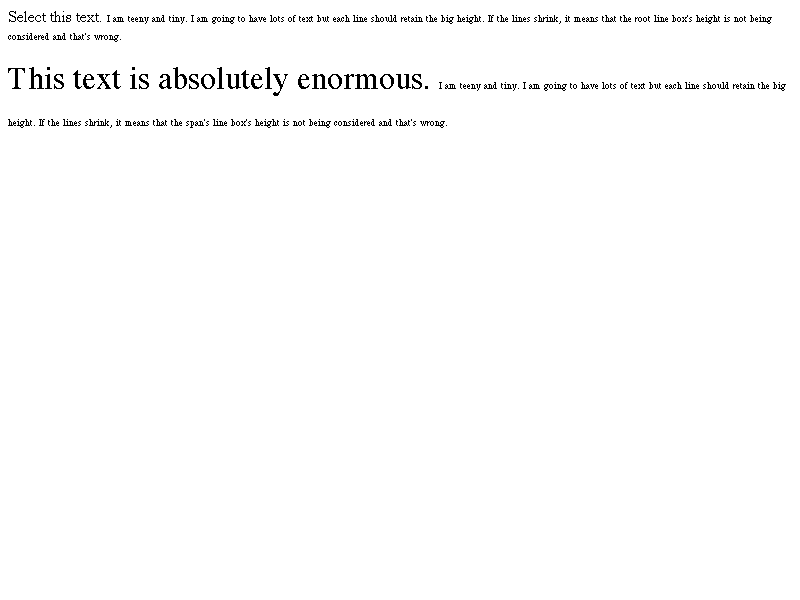 Select this text. I am teeny and tiny. I am going to have lots of text but each line should retain the big height. If the lines shrink, it means that the root line box's height is not being
considered and that's wrong.
This text is absolutely enormous. I am teeny and tiny. I am going to have lots of text but each line should retain the big
height. If the lines shrink, it means that the span's line box's height is not being considered and that's wrong.